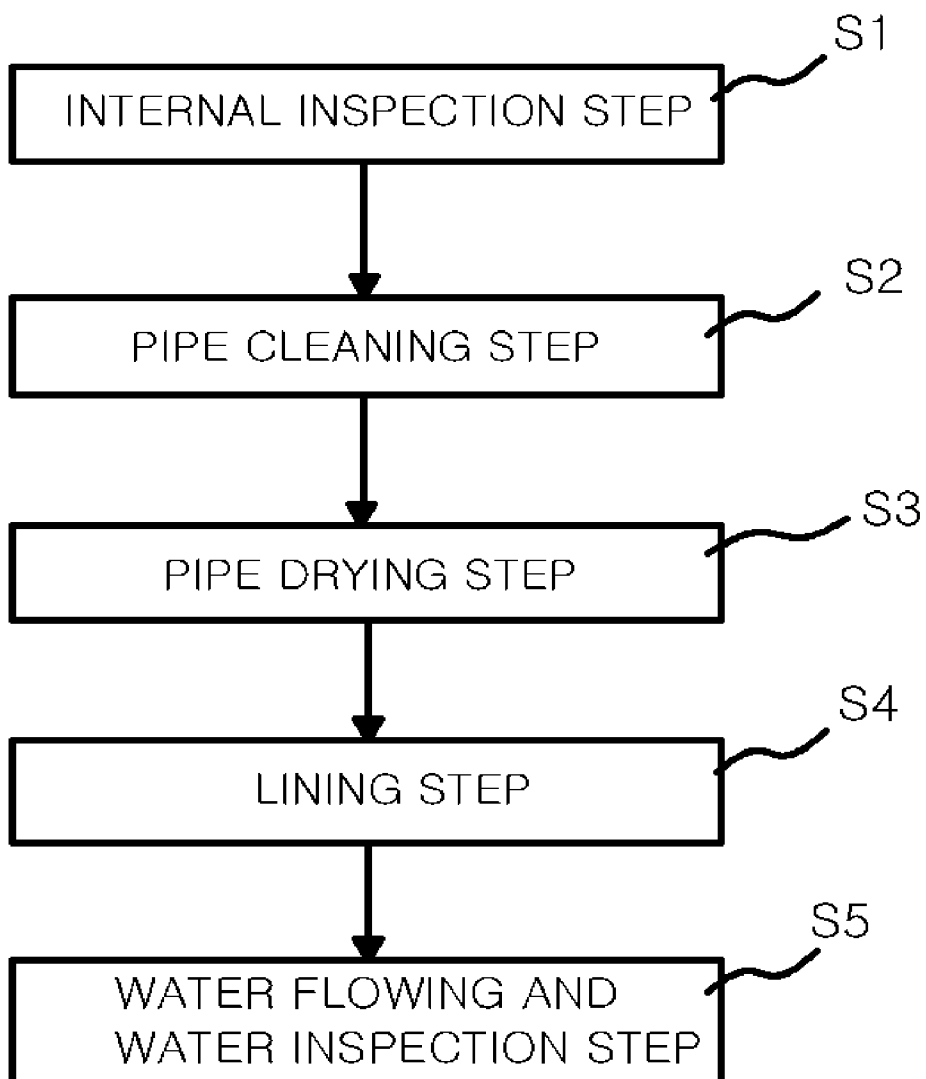 S1
INTERNAL INSPECTION STEP
S2
PIPE CLEANING STEP
S3
PIPE DRYING STEP
S4
LINING STEP
S5
WATER FLOWING AND
WATER INSPECTION STEP